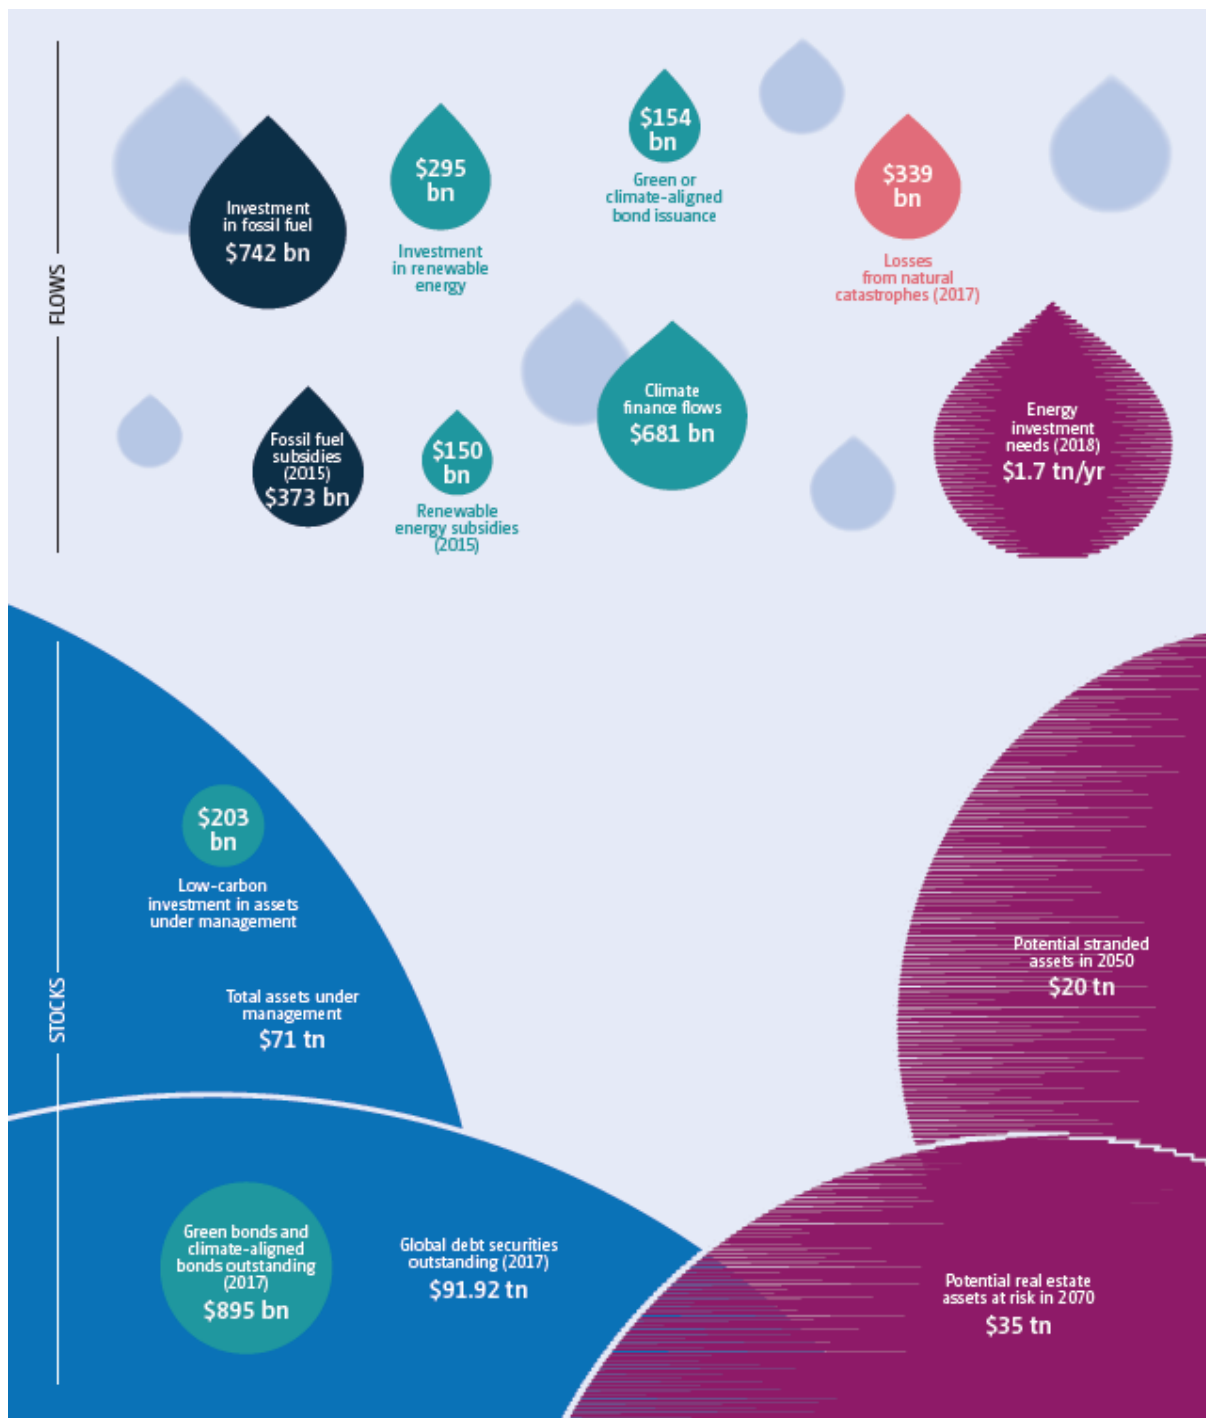 FLOWS
Investment
in fossil fuel
$742 bn
$295
bn
Investment
in renewable
energy
$154
bn
Green or
climate-aligned
bond issuance
$339
bn
Losses
from natural
catastrophes (2017)
Fossil fuel
subsidies
(2015)
$373 bn
$150
bn
Renewable
energy subsidies
(2015)
Climate
finance flows
$681 bn
Energy
investment
needs (2018)
$1.7 tn/yr
STOCKS
$203
bn
Low-carbon
investment in assets
under management
Total assets under
management
$71 tn
Potential stranded
assets in 2050
$20 tn
Green bonds and
climate-aligned
bonds outstanding
(2017)
$895 bn
Global debt securities
outstanding (2017)
$91.92 tn
Potential real estate
assets at risk in 2070
$35 tn